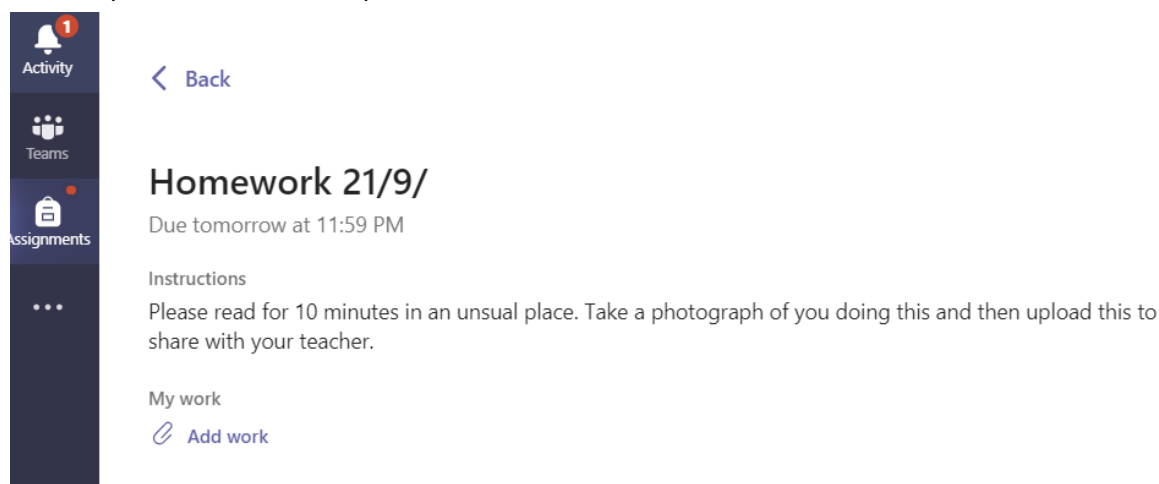 1
Activity
Back
Teams
Homework 21/9/
Due tomorrow at 11:59 PM
Assignments
Instructions
Please read for 10 minutes in an unsual place. Take a photograph of you doing this and then upload this to
share with your teacher.
My work
Add work